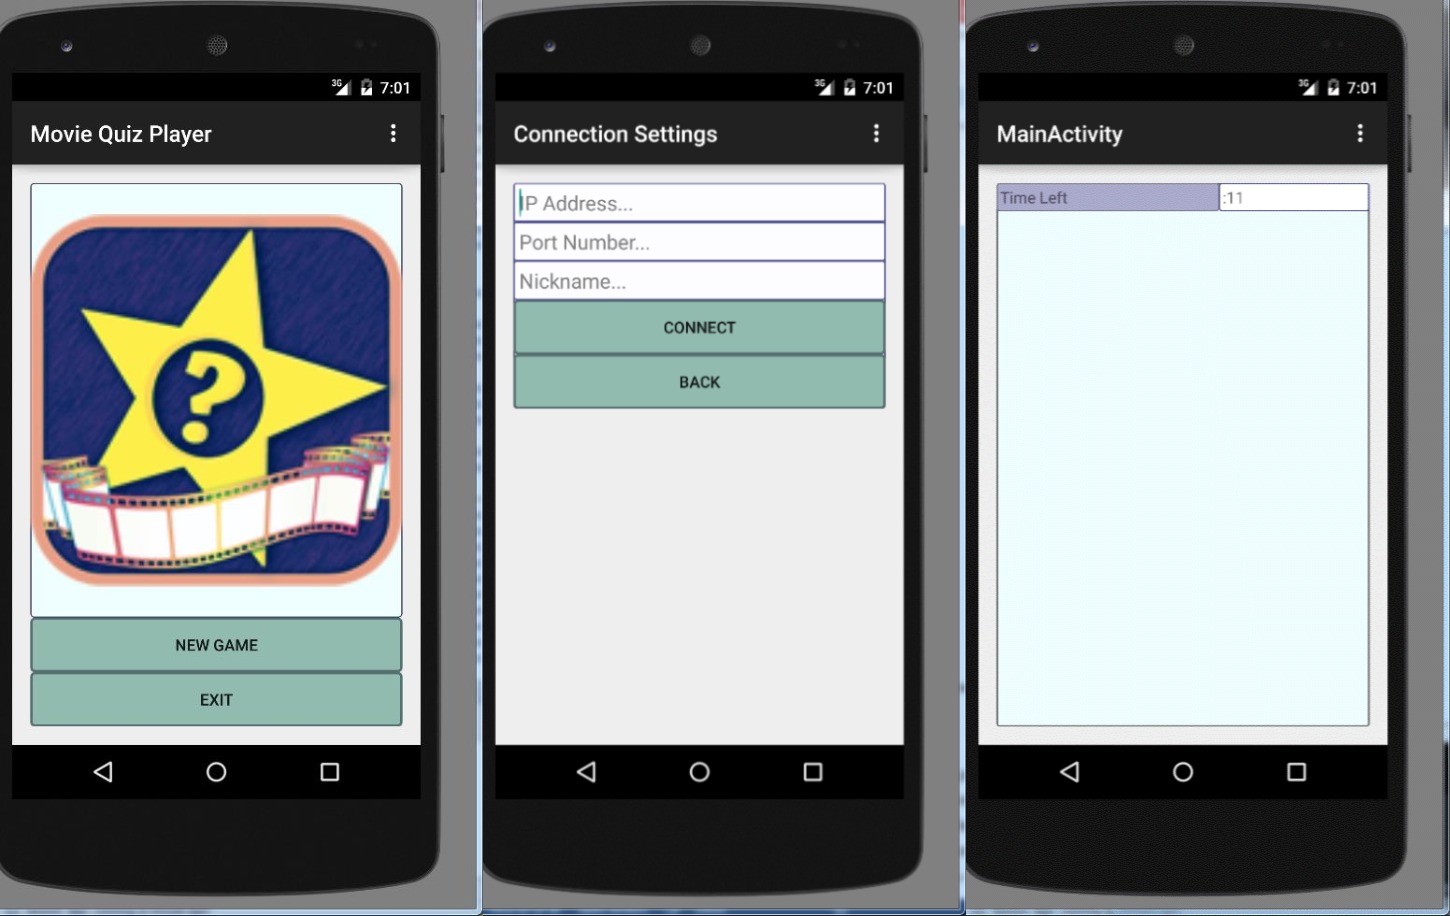 3G 7:01
Movie Quiz Player
?
NEW GAME
EXIT
3G 7:01
Connection Settings
IP Address...
Port Number...
Nickname...
CONNECT
BACK
3G 7:01
MainActivity
Time Left :11